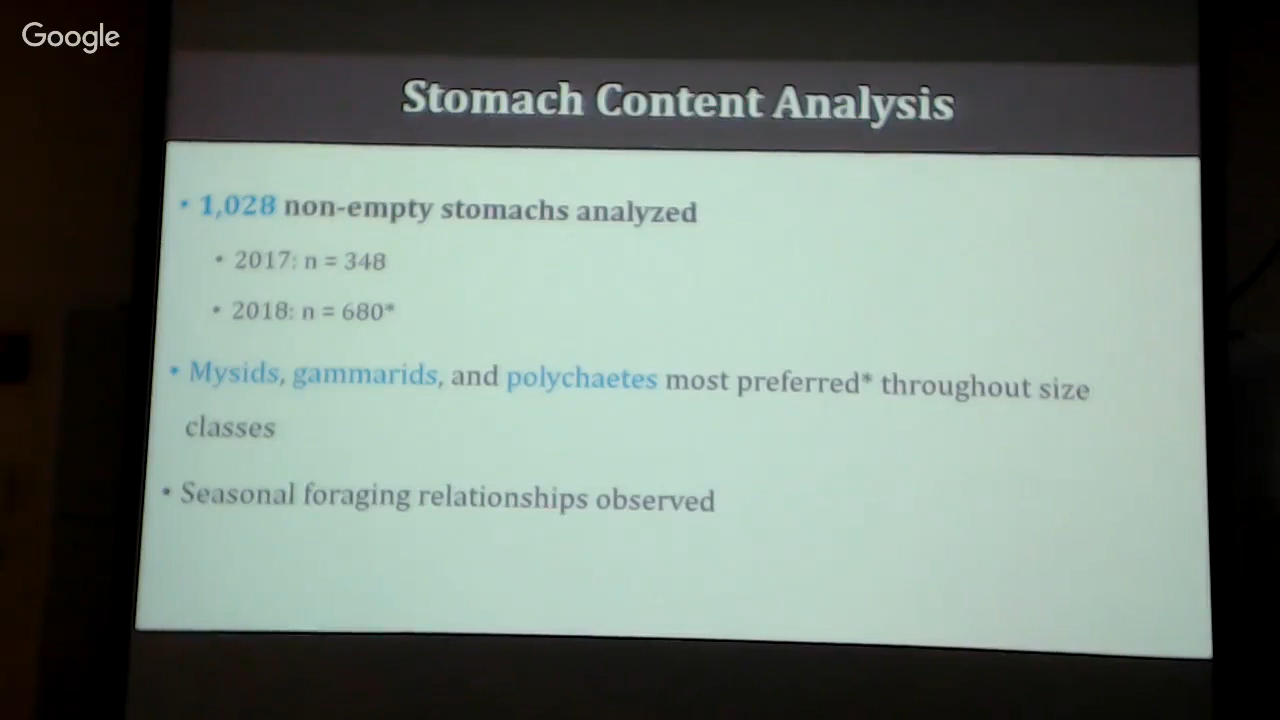 Google
Stomach Content Analysis
• 1,028 non-empty stomachs analyzed
• 2017: n = 348
• 2018: n = 680*
• Mysids, gammarids, and polychaetes most preferred* throughout size
classes
• Seasonal foraging relationships observed